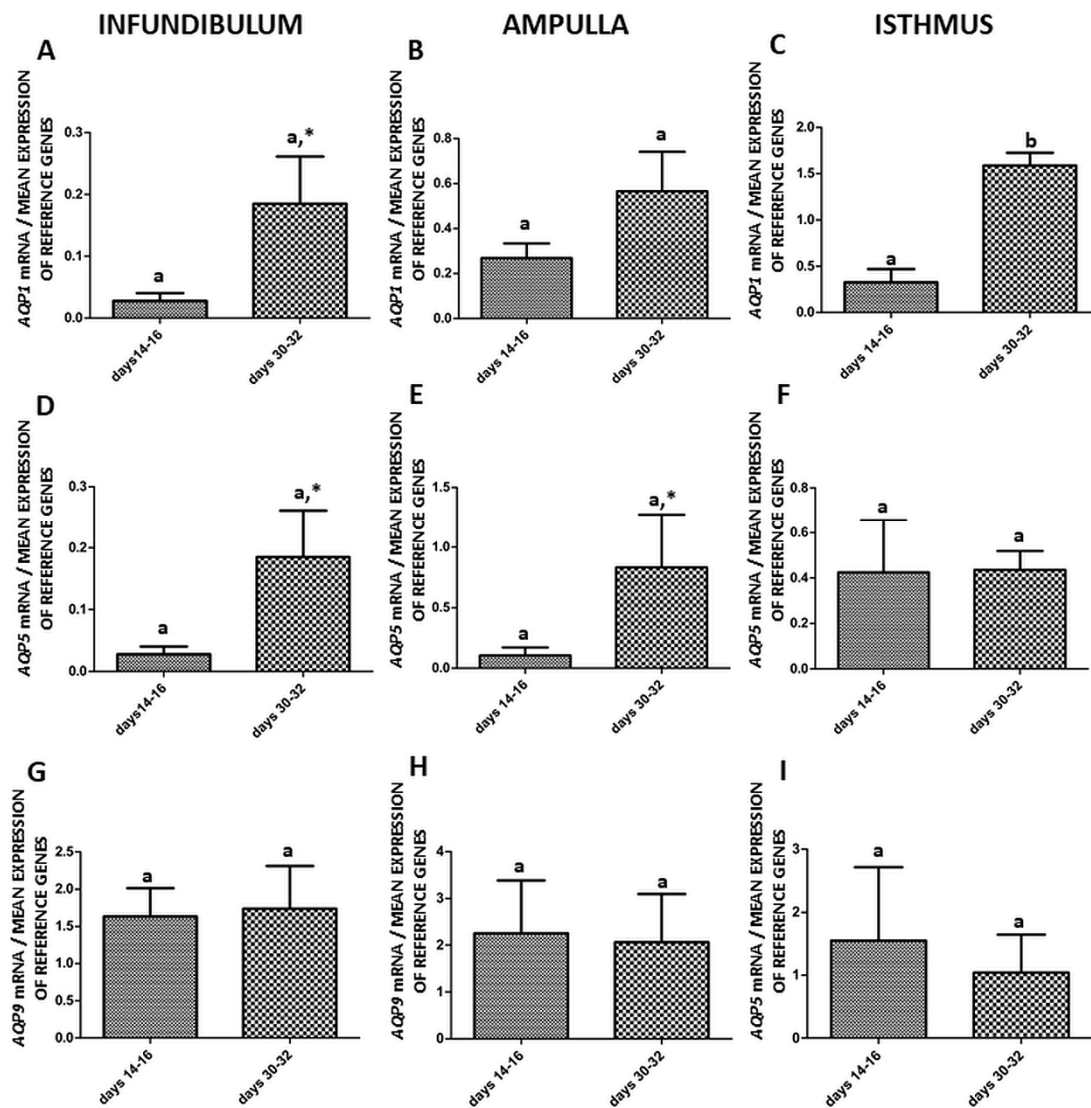 INFUNDIBULUM
AMPULLA
ISTHMUS
A
AQP1 mRNA / MEAN EXPRESSION
OF REFERENCE GENES
0.3
0.2
0.1
0.0
a
a,*
days14-16
days 30-32
B
AQP1 mRNA / MEAN EXPRESSION
OF REFERENCE GENES
0.8
0.6
0.4
0.2
0.0
a
a
days 14-16
days 30-32
C
AQP1 mRNA / MEAN EXPRESSION
OF REFERENCE GENES
2.0
1.5
1.0
0.5
0.0
a
b
days 14-16
days 30-32
D
AQP5 mRNA / MEAN EXPRESSION
OF REFERENCE GENES
0.3
0.2
0.1
0.0
a
a,*
days14-16
days 30-32
E
AQP5 mRNA / MEAN EXPRESSION
OF REFERENCE GENES
1.5
1.0
0.5
0.0
a
a,*
days 14-16
days 30-32
F
AQP5 mRNA / MEAN EXPRESSION
OF REFERENCE GENES
0.8
0.6
0.4
0.2
0.0
a
a
days 14-16
days 30-32
G
AQP9 mRNA / MEAN EXPRESSION
OF REFERENCE GENES
2.5
2.0
1.5
1.0
0.5
0.0
a
a
days 14-16
days 30-32
H
AQP9 mRNA / MEAN EXPRESSION
OF REFERENCE GENES
4
3
2
1
0
a
a
days 14-16
days 30-32
I
AQP5 mRNA / MEAN EXPRESSION
OF REFERENCE GENES
3
2
1
0
a
a
days 14-16
days 30-32